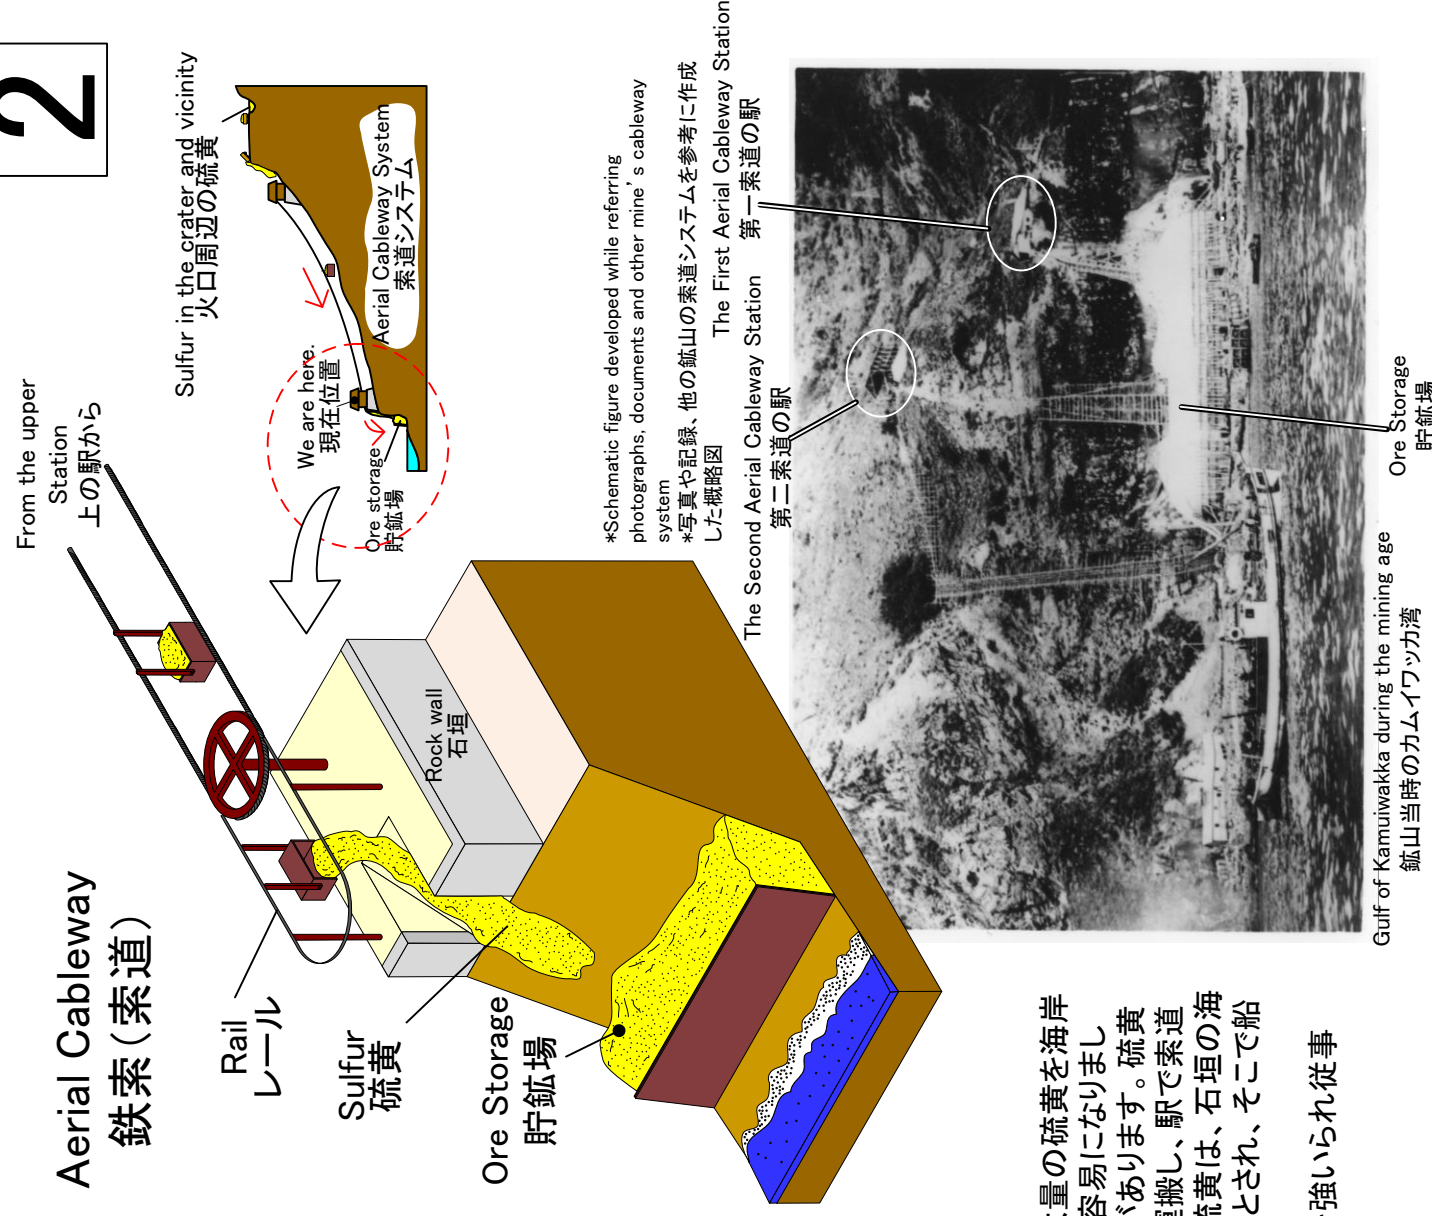 2
Aerial Cableway
鉄索（索道）
From the upper
Station
上の駅から
Rail
レール
Sulfur
硫黄
Ore Storage
貯鉱場
Rock wall
石垣
Sulfur in the crater and vicinity
火口周辺の硫黄
We are here.
現在位置
Ore storage
貯鉱場
Aerial Cableway System
索道システム
*Schematic figure developed while referring
photographs, documents and other mine's cableway
system
*写真や記録、他の鉱山の索道システムを参考に作成
した概略図
The First Aerial Cableway Station
第一索道の駅
The Second Aerial Cableway Station
第二索道の駅
Ore Storage
貯鉱場
Gulf of Kamuiwakka during the mining age
鉱山当時のカムイワッカ湾
量の硫黄を海岸
容易になりまし
があります。硫黄
運搬し、駅で索道
硫黄は、石垣の海
とされ、そこで船
強いられ従事